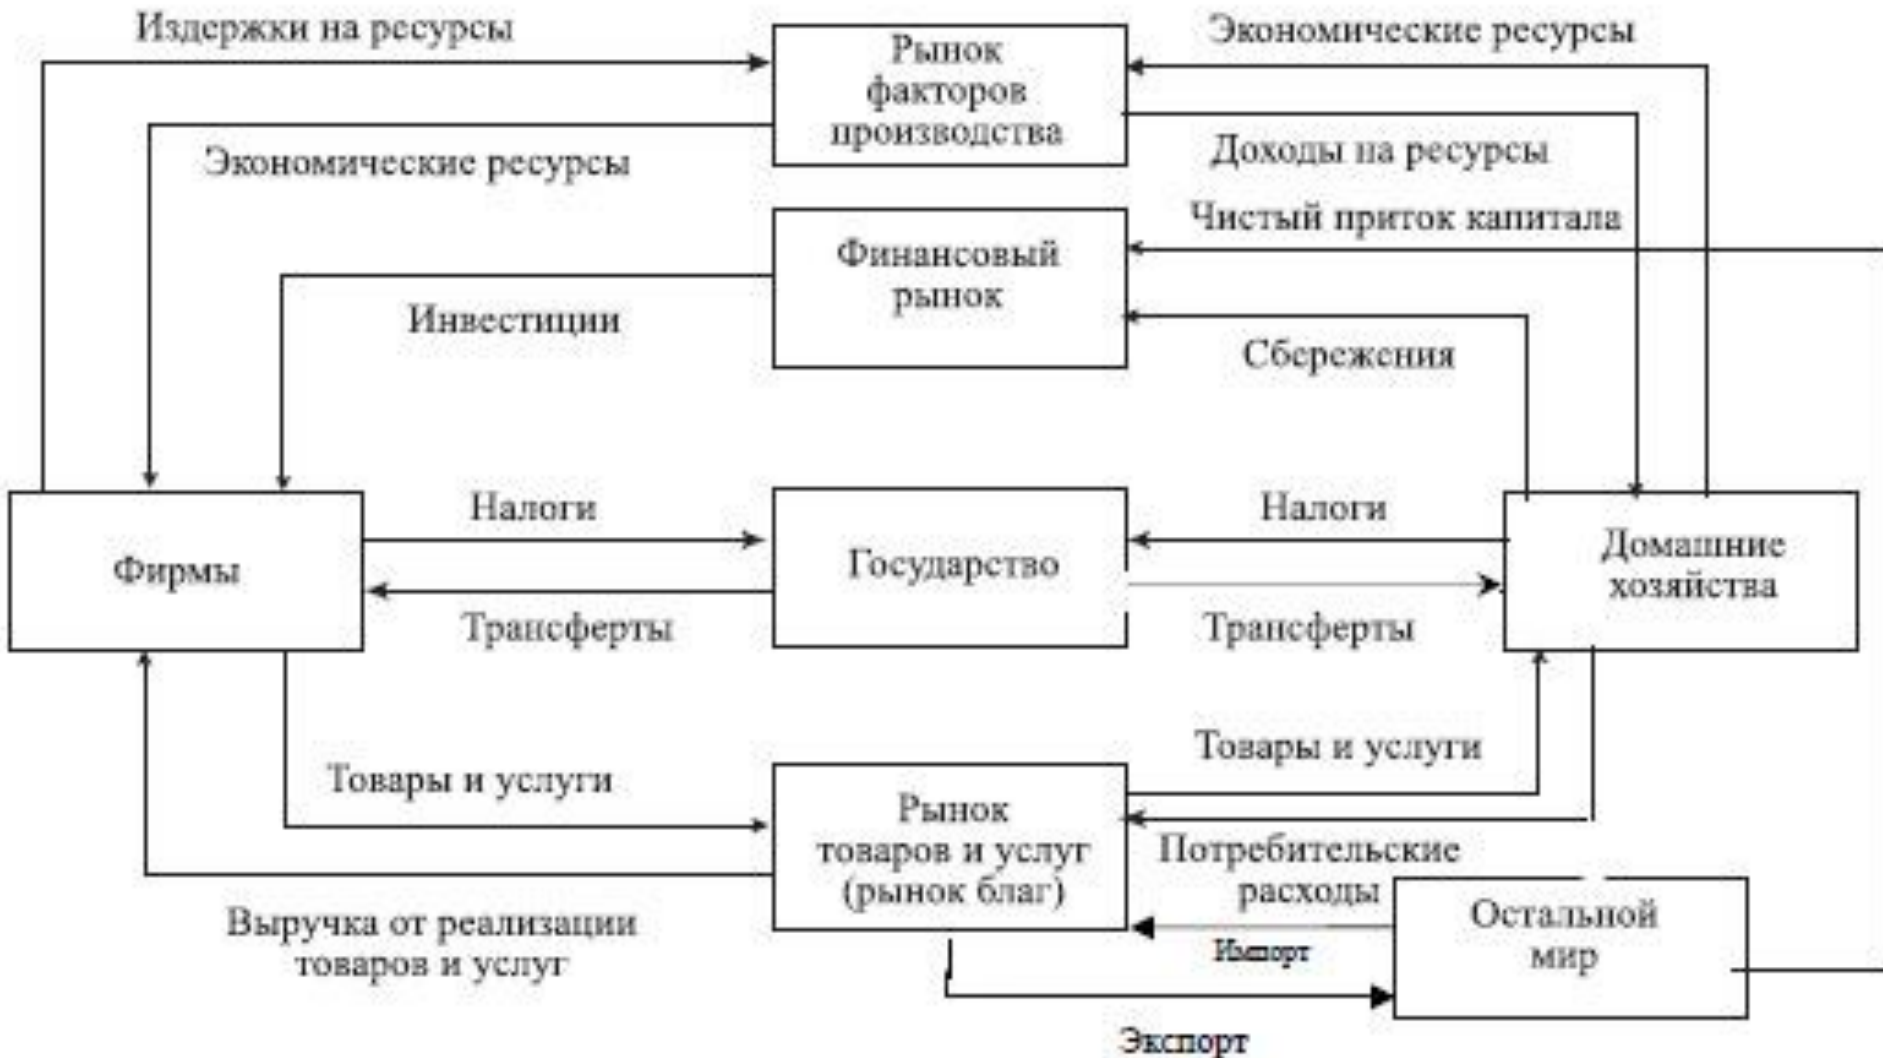 Издержки на ресурсы
Рынок
факторов
производства
Экономические ресурсы
Экономические ресурсы
Доходы на ресурсы
Чистый приток капитала
Финансовый
рынок
Инвестиции
Сбережения
Фирмы
Налоги
Государство
Налоги
Домашние
хозяйства
Трансферты
Трансферты
Товары и услуги
Товары и услуги
Рынок
товаров и услуг
(рынок благ)
Потребительские
расходы
Выручка от реализации
товаров и услуг
Импорт
Остальной
мир
Экспорт